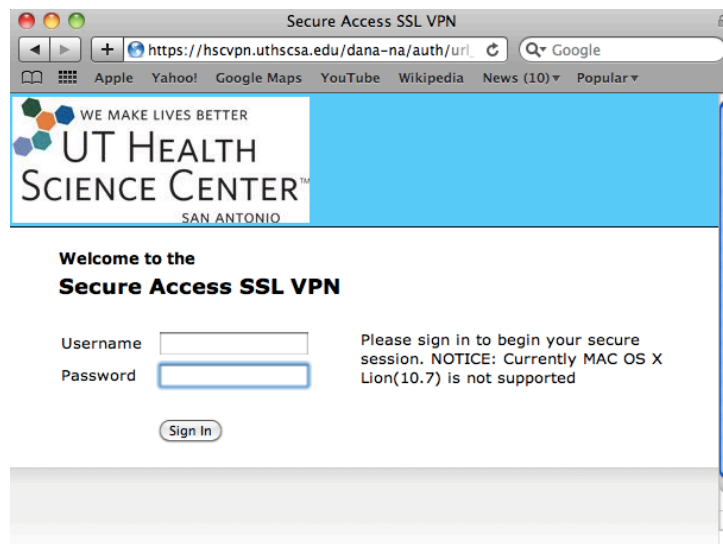 Secure Access SSL VPN
https://hscvpn.uthscsa.edu/dana-na/auth/url_
Google
Apple Yahoo! Google Maps YouTube Wikipedia News (10) Popular
WE MAKE LIVES BETTER
UT HEALTH
SCIENCE CENTER™
SAN ANTONIO
Welcome to the
Secure Access SSL VPN
Username
Password
Please sign in to begin your secure
session. NOTICE: Currently MAC OS X
Lion(10.7) is not supported
Sign In